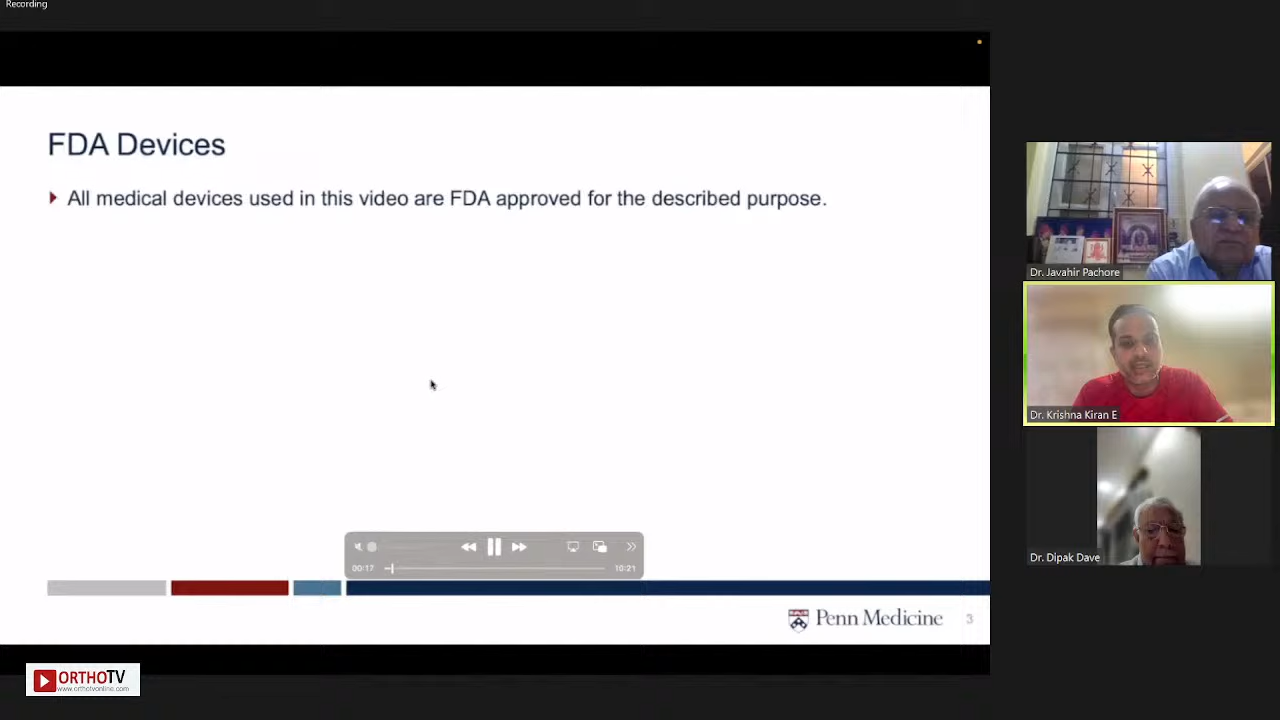 Recording
FDA Devices
All medical devices used in this video are FDA approved for the described purpose.
00:17
10:21
Penn Medicine
3
ORTHOTV
www.orthotvonline.com
Dr. Javahir Pachore
Dr. Krishna Kiran E
Dr. Dipak Dave